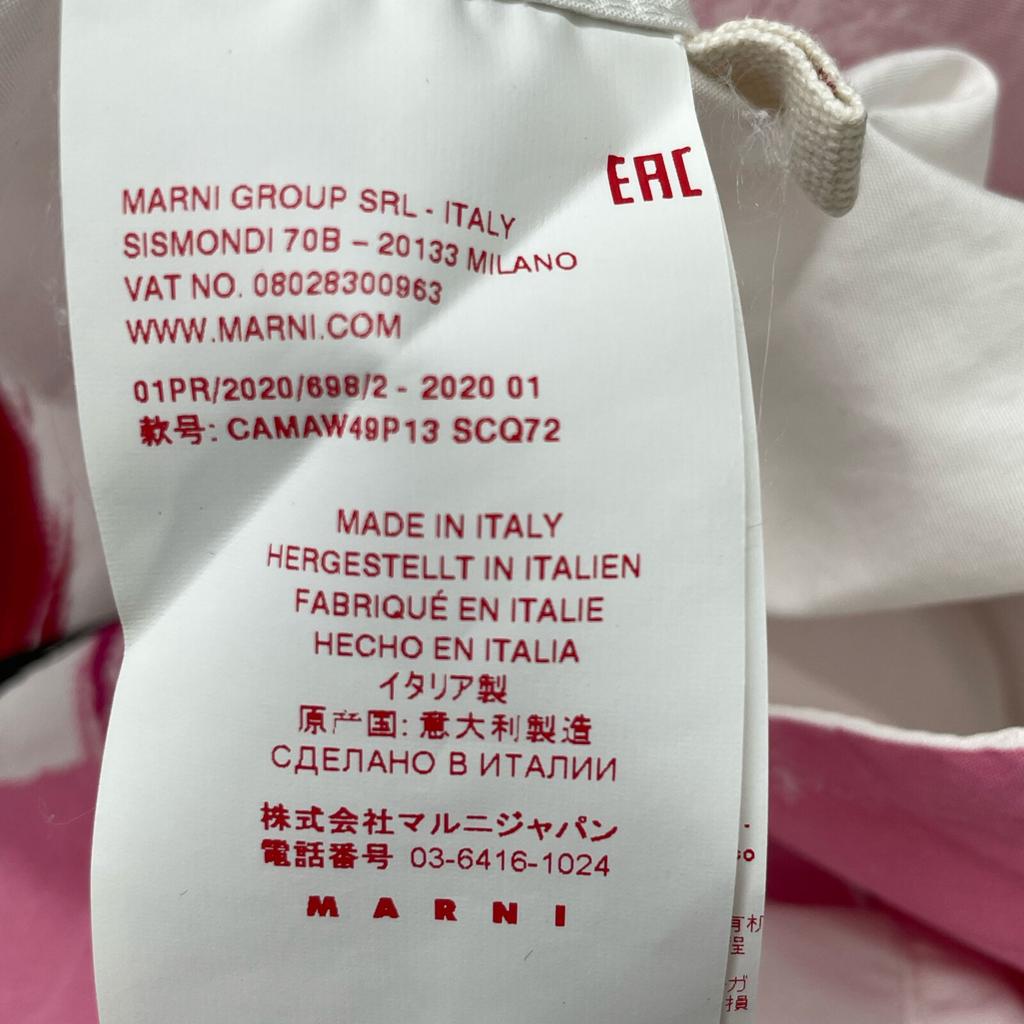 EAC
MARNI GROUP SRL - ITALY
SISMONDI 70B – 20133 MILANO
VAT NO. 08028300963
WWW.MARNI.COM
01PR/2020/698/2 - 2020 01
款号: CAMAW49P13 SCQ72
MADE IN ITALY
HERGESTELLT IN ITALIEN
FABRIQUÉ EN ITALIE
HECHO EN ITALIA
イタリア製
原产国: 意大利製造
СДЕЛАНО В ИТАЛИИ
株式会社マルニジャパン
電話番号 03-6416-1024
MARNI